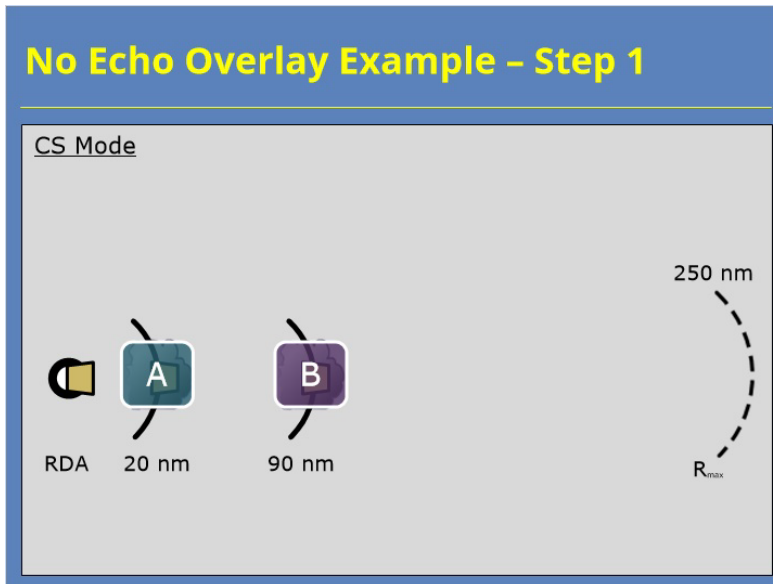 No Echo Overlay Example – Step 1
CS Mode
250 nm
A
B
RDA
20 nm
90 nm
Rmax